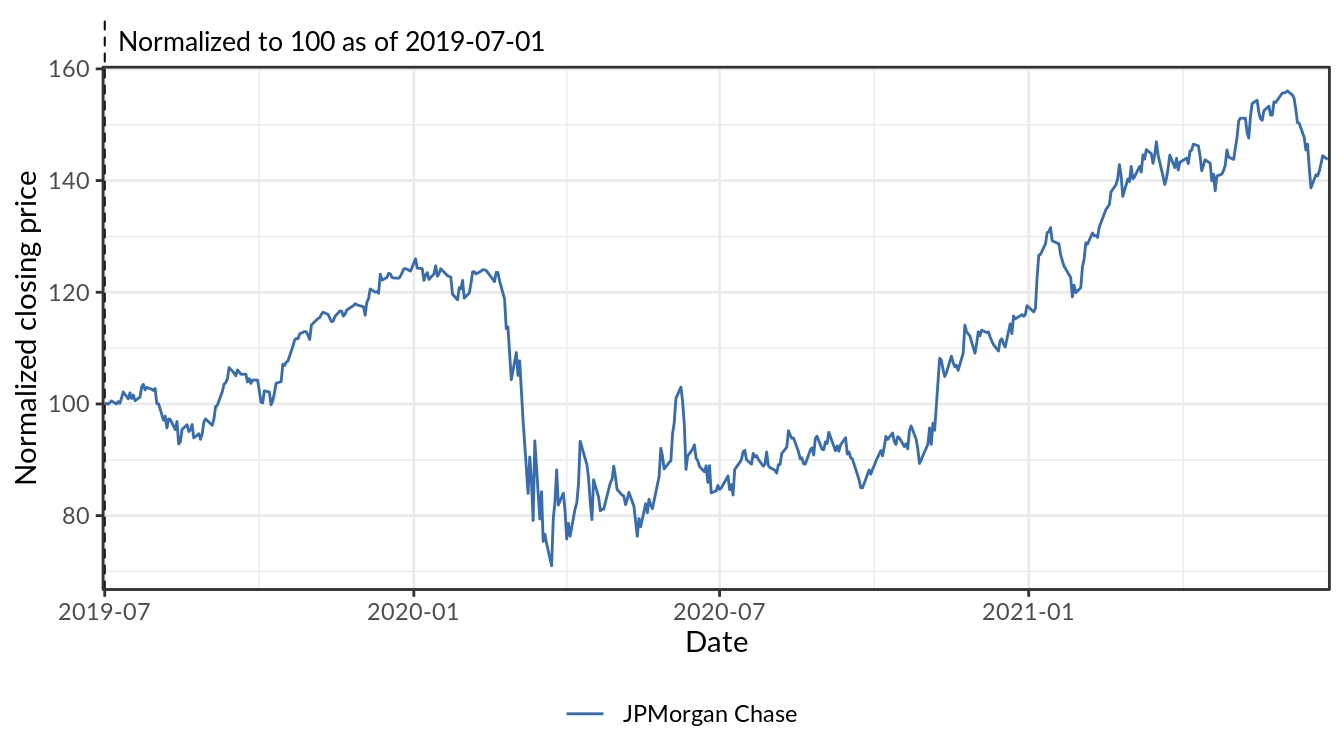 Normalized to 100 as of 2019-07-01
160
140
120
100
80
Normalized closing price
2019-07
2020-01
2020-07
2021-01
Date
JPMorgan Chase